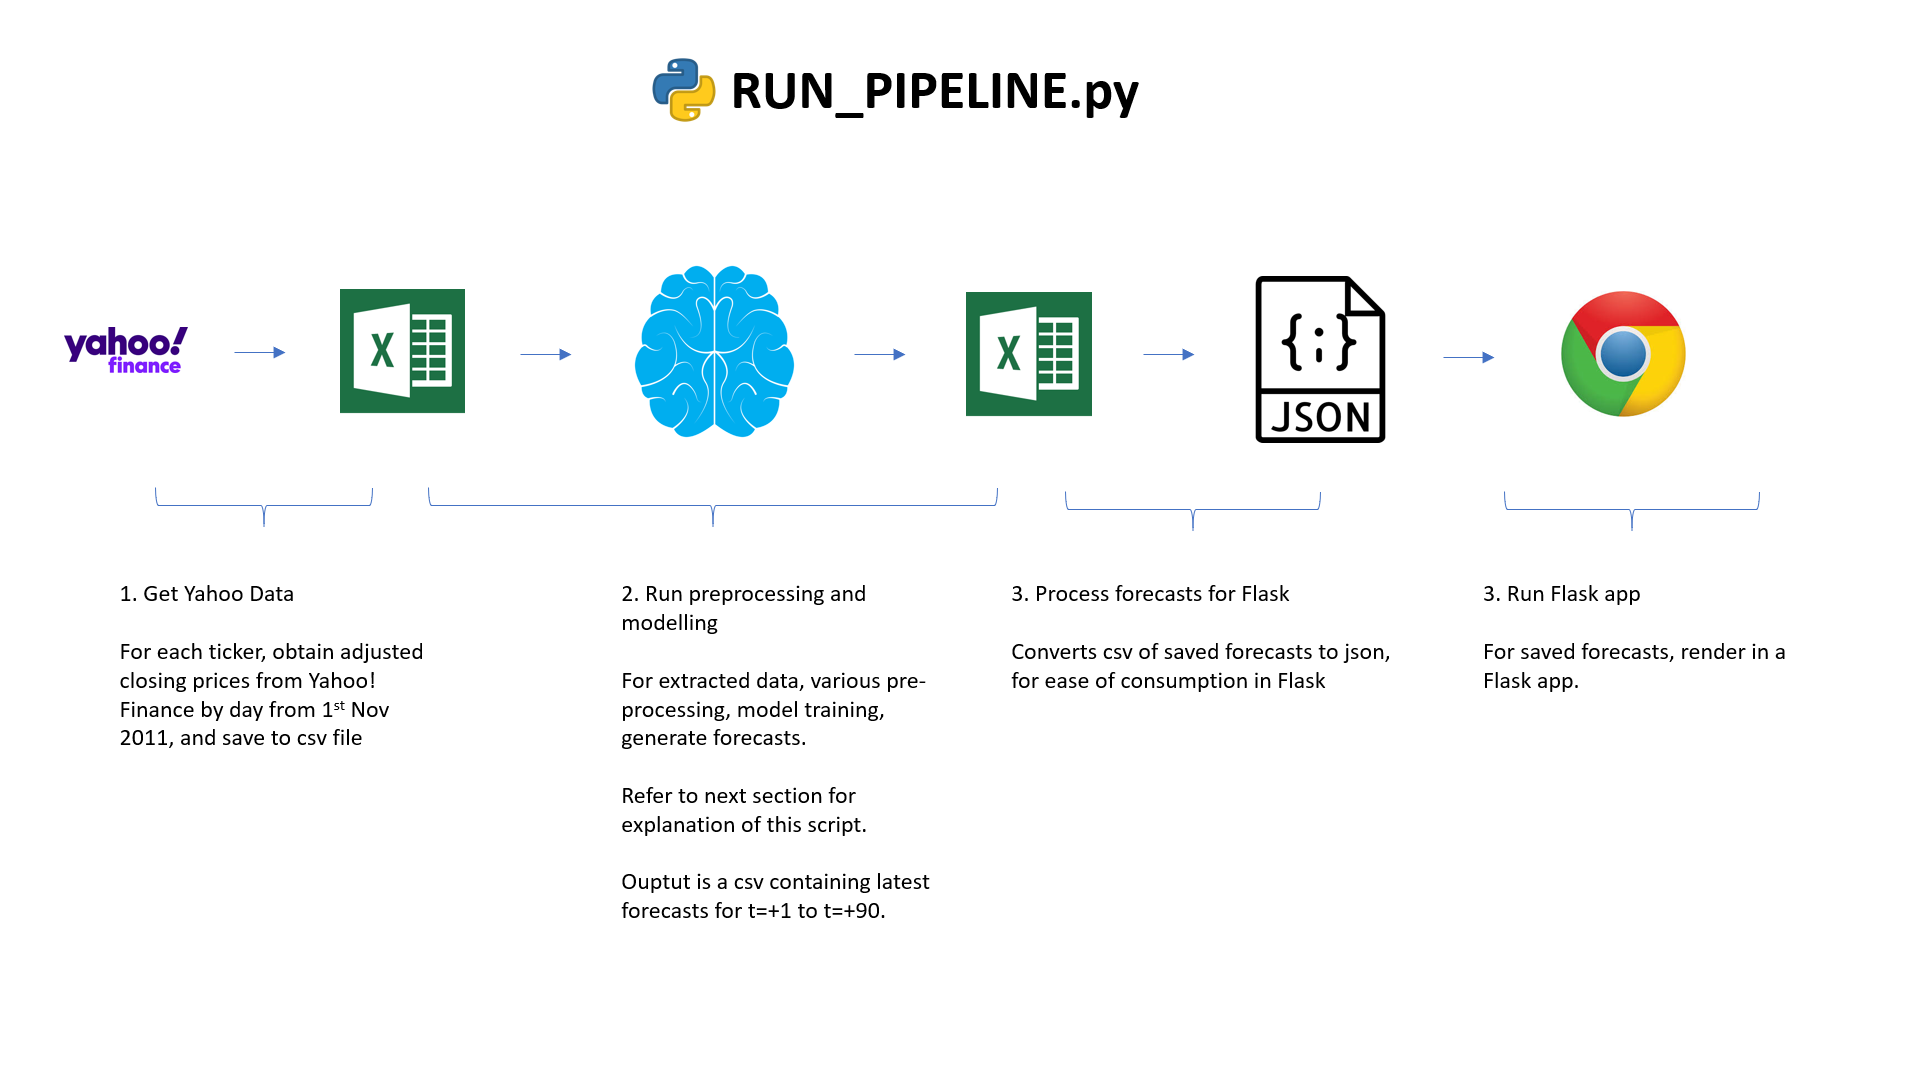 RUN_PIPELINE.py
yahoo!
finance
X
X
{;}
JSON
1. Get Yahoo Data
For each ticker, obtain adjusted
closing prices from Yahoo!
Finance by day from 1st Nov
2011, and save to csv file
2. Run preprocessing and
modelling
For extracted data, various pre-
processing, model training,
generate forecasts.
Refer to next section for
explanation of this script.
Ouptut is a csv containing latest
forecasts for t=+1 to t=+90.
3. Process forecasts for Flask
Converts csv of saved forecasts to json,
for ease of consumption in Flask
3. Run Flask app
For saved forecasts, render in a
Flask app.